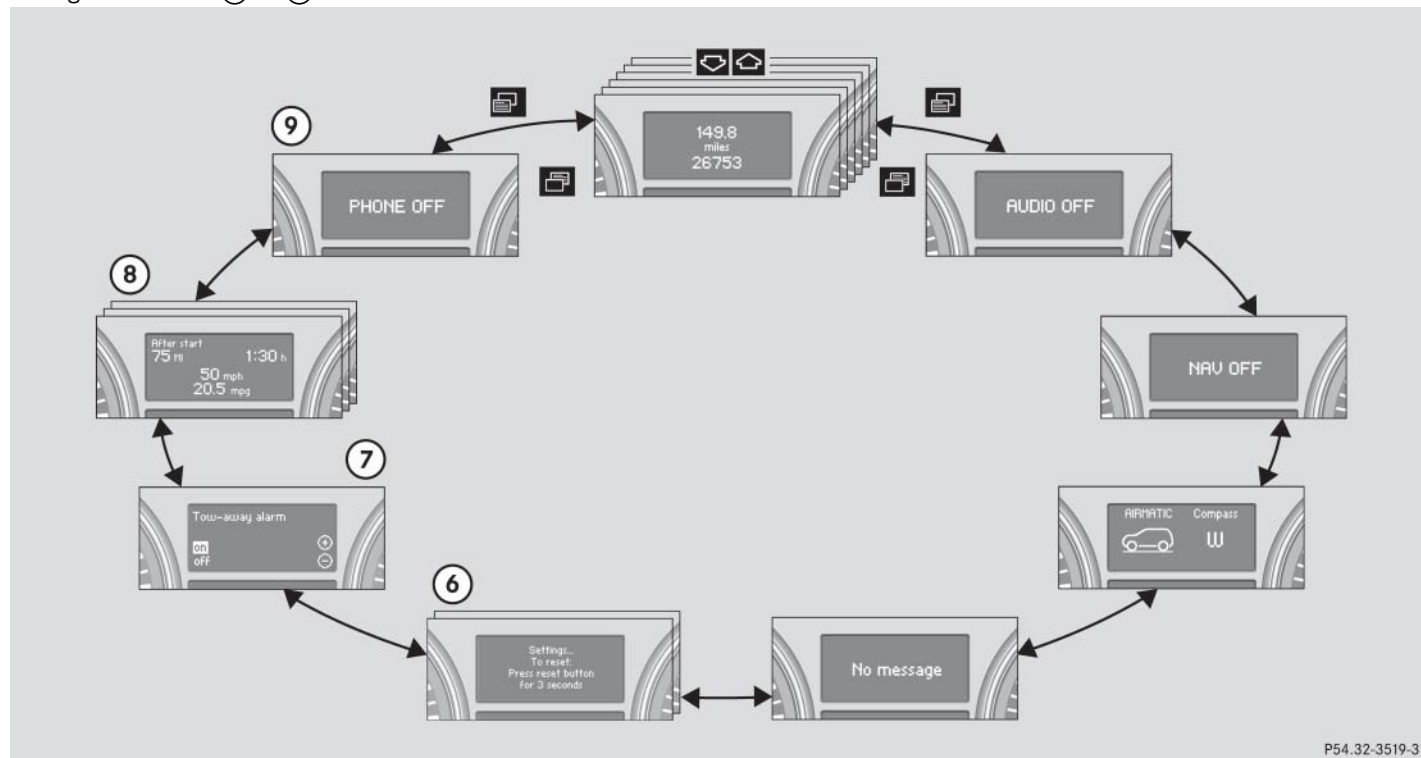 9
149.8
miles
26753
PHONE OFF
AUDIO OFF
8
After start
75 MI 1:30 h
50 mph
20.5 mpg
NAV OFF
7
Tow-away alarm
on
off
AIRMATIC Compass
W
6
Settings...
To reset:
Press reset button
for 3 seconds
No message
P54.32-3519-31